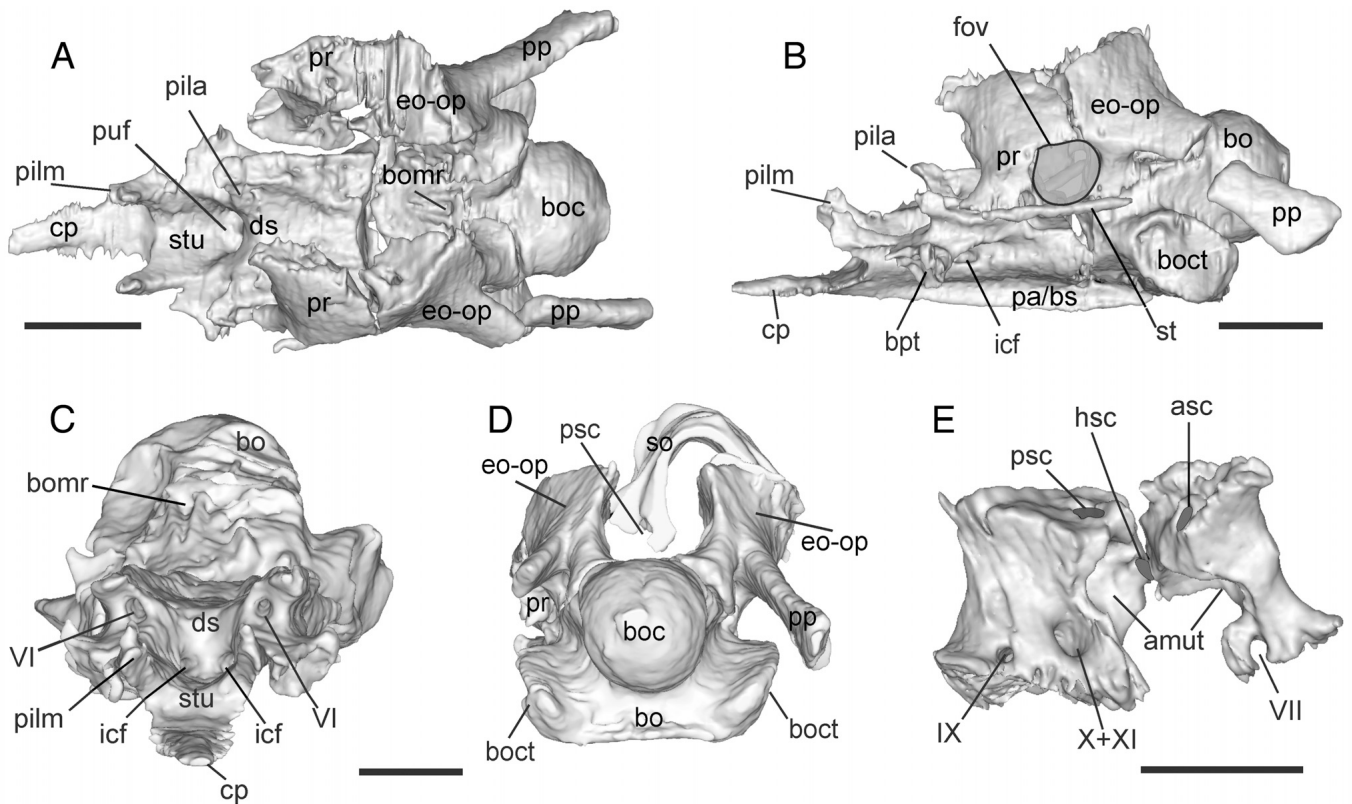 A
pr
pp
pila
eo-op
puf
pilm
bomr
cp
stu
ds
boc
pr
eo-op
pp
B
fov
eo-op
pila
pr
bo
pilm
pp
boct
pa/bs
cp
bpt
icf
st
C
bo
bomr
ds
VI
stu
pilm
icf
icf
VI
cp
D
psc
so
eo-op
eo-op
pr
boc
pp
bo
boct
boct
E
hsc
asc
psc
amut
IX
X+XI
VII